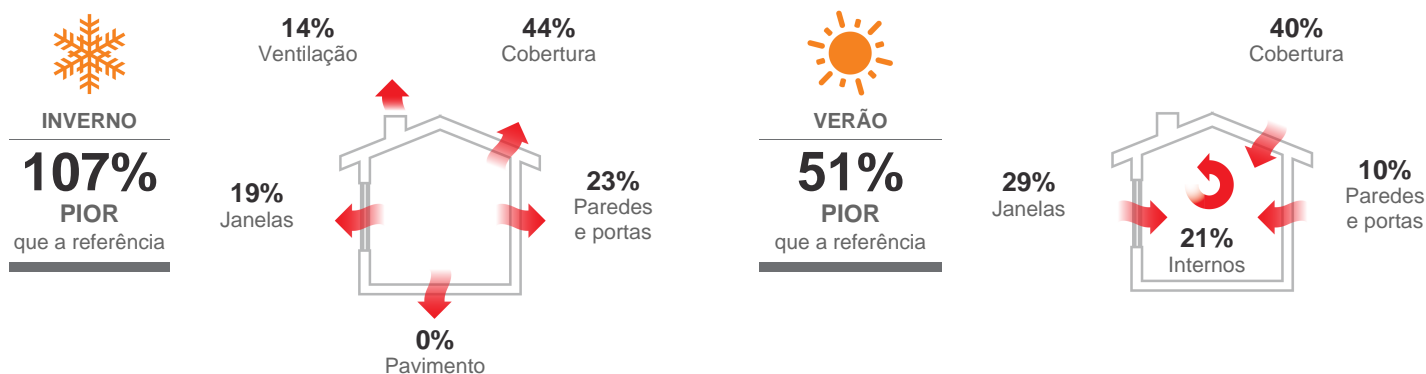 INVERNO
107%
PIOR
que a referência
14%
Ventilação
44%
Cobertura
19%
Janelas
23%
Paredes
e portas
0%
Pavimento
VERÃO
51%
PIOR
que a referência
40%
Cobertura
29%
Janelas
21%
Internos
10%
Paredes
e portas